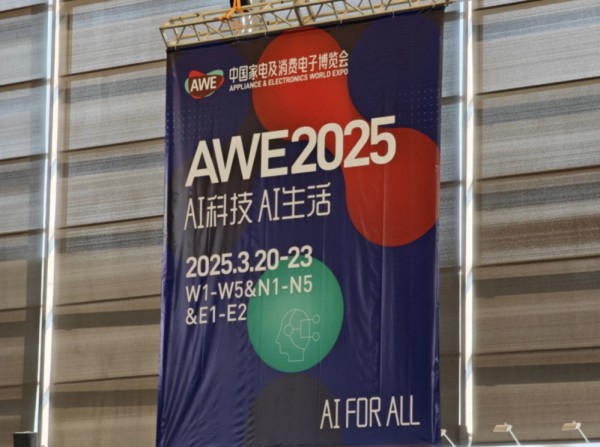 AWE
中国家电及消费电子博览会
APPLIANCE & ELECTRONICS WORLD EXPO
AWE2025
AI科技 AI生活
2025.3.20-23
W1-W5&N1-N5
&E1-E2
AI FOR ALL